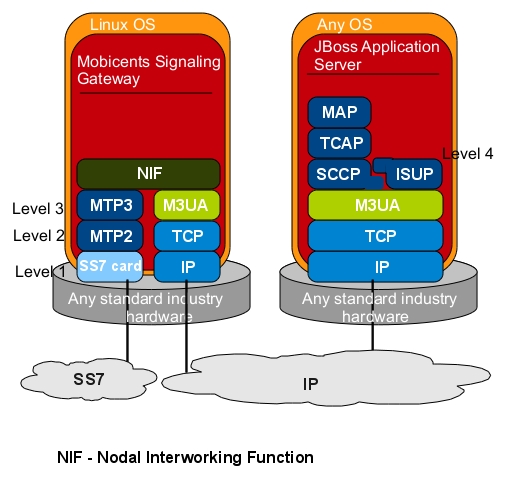 Linux OS
Mobicents Signaling
Gateway
NIF
Level 3
MTP3
M3UA
Level 2
MTP2
TCP
Level 1
SS7 card
IP
Any standard industry
hardware
Any OS
JBoss Application
Server
MAP
TCAP
Level 4
SCCP
ISUP
M3UA
TCP
IP
Any standard industry
hardware
SS7
IP
NIF - Nodal Interworking Function